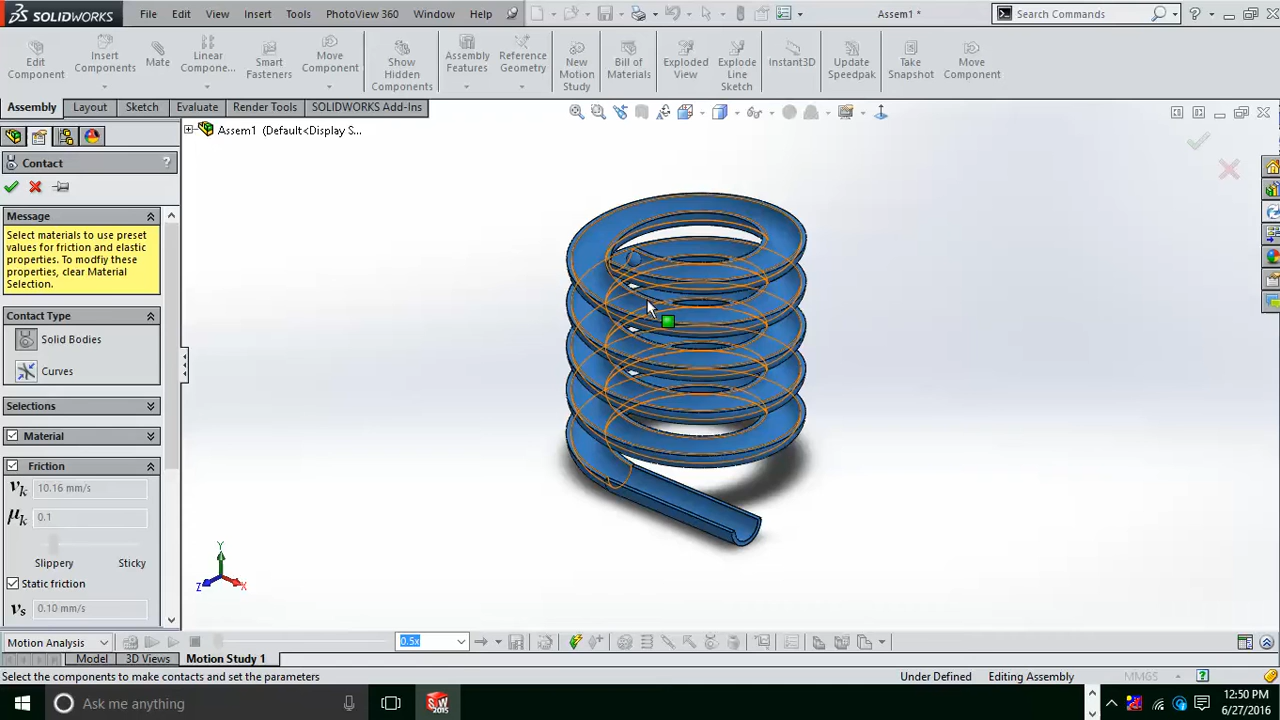 SOLIDWORKS
File Edit View Insert Tools PhotoView 360 Window Help
Assem1 *
Search Commands
Edit Component
Insert Components
Mate
Linear Compone...
Smart Fasteners
Move Component
Show Hidden Components
Assembly Features
Reference Geometry
New Motion Study
Bill of Materials
Exploded View
Explode Line Sketch
Instant3D
Update Speedpak
Take Snapshot
Move Component
Assembly Layout Sketch Evaluate Render Tools SOLIDWORKS Add-Ins
Assem1 (Default<Display S...
Contact ?
Message
Select materials to use preset
values for friction and elastic
properties. To modfiy these
properties, clear Material
Selection.
Contact Type
Solid Bodies
Curves
Selections
Material
Friction
νk 10.16 mm/s
μk 0.1
Slippery Sticky
Static friction
νs 0.10 mm/s
Y
Z X
Motion Analysis 0.5x
Model 3D Views Motion Study 1
Select the components to make contacts and set the parameters Under Defined Editing Assembly MMGS
Ask me anything
SW
2015
12:50 PM
6/27/2016